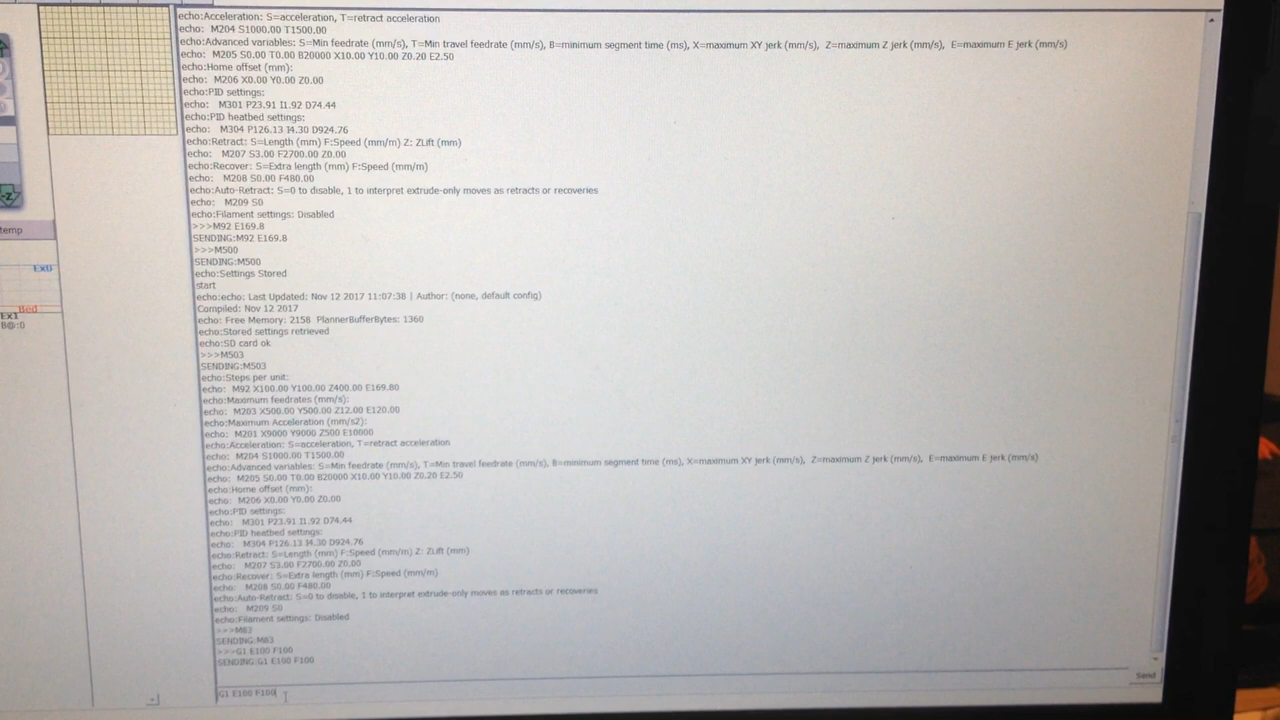 echo:Acceleration: S=acceleration, T=retract acceleration
echo: M204 S1000.00 T1500.00
echo:Advanced variables: S=Min feedrate (mm/s), T=Min travel feedrate (mm/s), B=minimum segment time (ms), X=maximum XY jerk (mm/s), Z=maximum Z jerk (mm/s), E=maximum E jerk (mm/s)
echo: M205 S0.00 T0.00 B20000 X10.00 Y10.00 Z0.20 E2.50
echo:Home offset (mm):
echo: M206 X0.00 Y0.00 Z0.00
echo:PID settings:
echo: M301 P23.91 I1.92 D74.44
echo:PID heatbed settings:
echo: M304 P126.13 I4.30 D924.76
echo:Retract: S=Length (mm) F:Speed (mm/m) Z: ZLift (mm)
echo: M207 S3.00 F2700.00 Z0.00
echo:Recover: S=Extra length (mm) F:Speed (mm/m)
echo: M208 S0.00 F480.00
echo:Auto-Retract: S=0 to disable, 1 to interpret extrude-only moves as retracts or recoveries
echo: M209 S0
echo:Filament settings: Disabled
>>>M92 E169.8
SENDING:M92 E169.8
>>>M500
SENDING:M500
echo:Settings Stored
start
echo:echo: Last Updated: Nov 12 2017 11:07:38 | Author: (none, default config)
Compiled: Nov 12 2017
echo: Free Memory: 2158 PlannerBufferBytes: 1360
echo:Stored settings retrieved
echo:SD card ok
>>>M503
SENDING:M503
echo:Steps per unit:
echo: M92 X100.00 Y100.00 Z400.00 E169.80
echo:Maximum feedrates (mm/s):
echo: M203 X500.00 Y500.00 Z12.00 E120.00
echo:Maximum Acceleration (mm/s2):
echo: M201 X9000 Y9000 Z500 E10000
echo:Acceleration: S=acceleration, T=retract acceleration
echo: M204 S1000.00 T1500.00
echo:Advanced variables: S=Min feedrate (mm/s), T=Min travel feedrate (mm/s), B=minimum segment time (ms), X=maximum XY jerk (mm/s), Z=maximum Z jerk (mm/s), E=maximum E jerk (mm/s)
echo: M205 S0.00 T0.00 B20000 X10.00 Y10.00 Z0.20 E2.50
echo:Home offset (mm):
echo: M206 X0.00 Y0.00 Z0.00
echo:PID settings:
echo: M301 P23.91 I1.92 D74.44
echo:PID heatbed settings:
echo: M304 P126.13 I4.30 D924.76
echo:Retract: S=Length (mm) F:Speed (mm/m) Z: ZLift (mm)
echo: M207 S3.00 F2700.00 Z0.00
echo:Recover: S=Extra length (mm) F:Speed (mm/m)
echo: M208 S0.00 F480.00
echo:Auto-Retract: S=0 to disable, 1 to interpret extrude-only moves as retracts or recoveries
echo: M209 S0
echo:Filament settings: Disabled
>>>M83
SENDING:M83
>>>G1 E100 F100
SENDING:G1 E100 F100
G1 E100 F100
Send
-Z
temp
Ex0
Bed
Ex1
B@:0